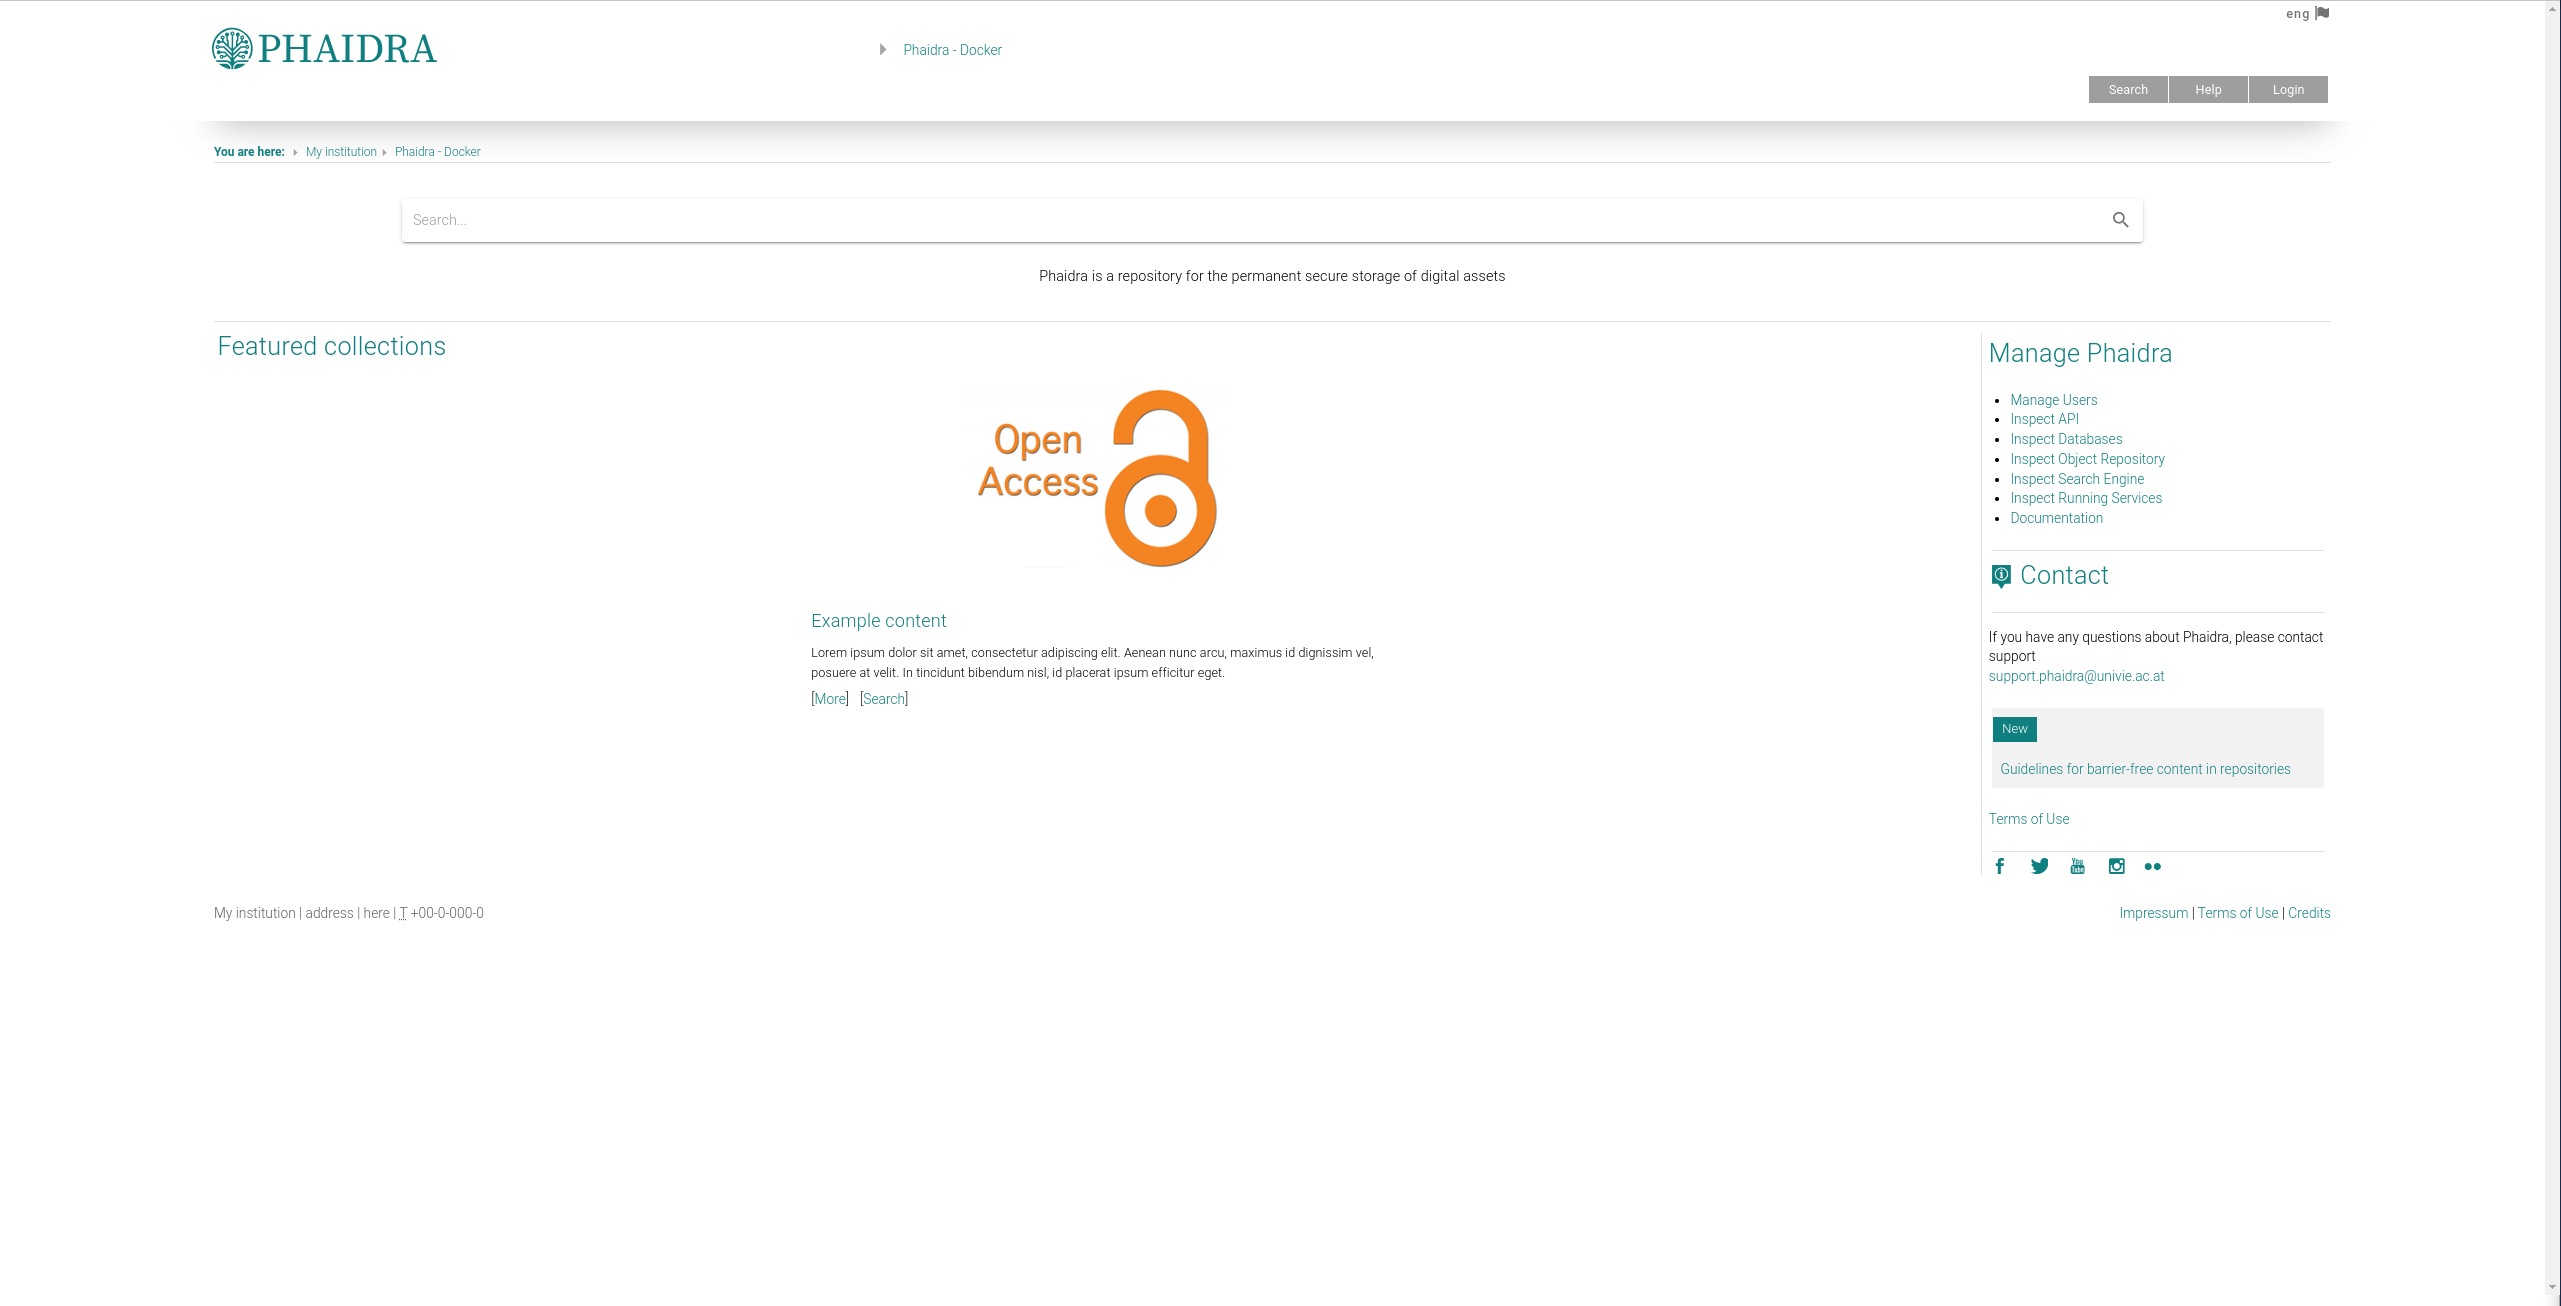 eng
PHAIDRA
Phaidra - Docker
Search Help Login
You are here: My institution Phaidra - Docker
Search...
Phaidra is a repository for the permanent secure storage of digital assets
Featured collections
Open
Access
Example content
Lorem ipsum dolor sit amet, consectetur adipiscing elit. Aenean nunc arcu, maximus id dignissim vel,
posuere at velit. In tincidunt bibendum nisl, id placerat ipsum efficitur eget.
[More] [Search]
Manage Phaidra
Manage Users
Inspect API
Inspect Databases
Inspect Object Repository
Inspect Search Engine
Inspect Running Services
Documentation
Contact
If you have any questions about Phaidra, please contact
support
support.phaidra@univie.ac.at
New
Guidelines for barrier-free content in repositories
Terms of Use
You
Tube
My institution | address | here | T +00-0-000-0
Impressum | Terms of Use | Credits